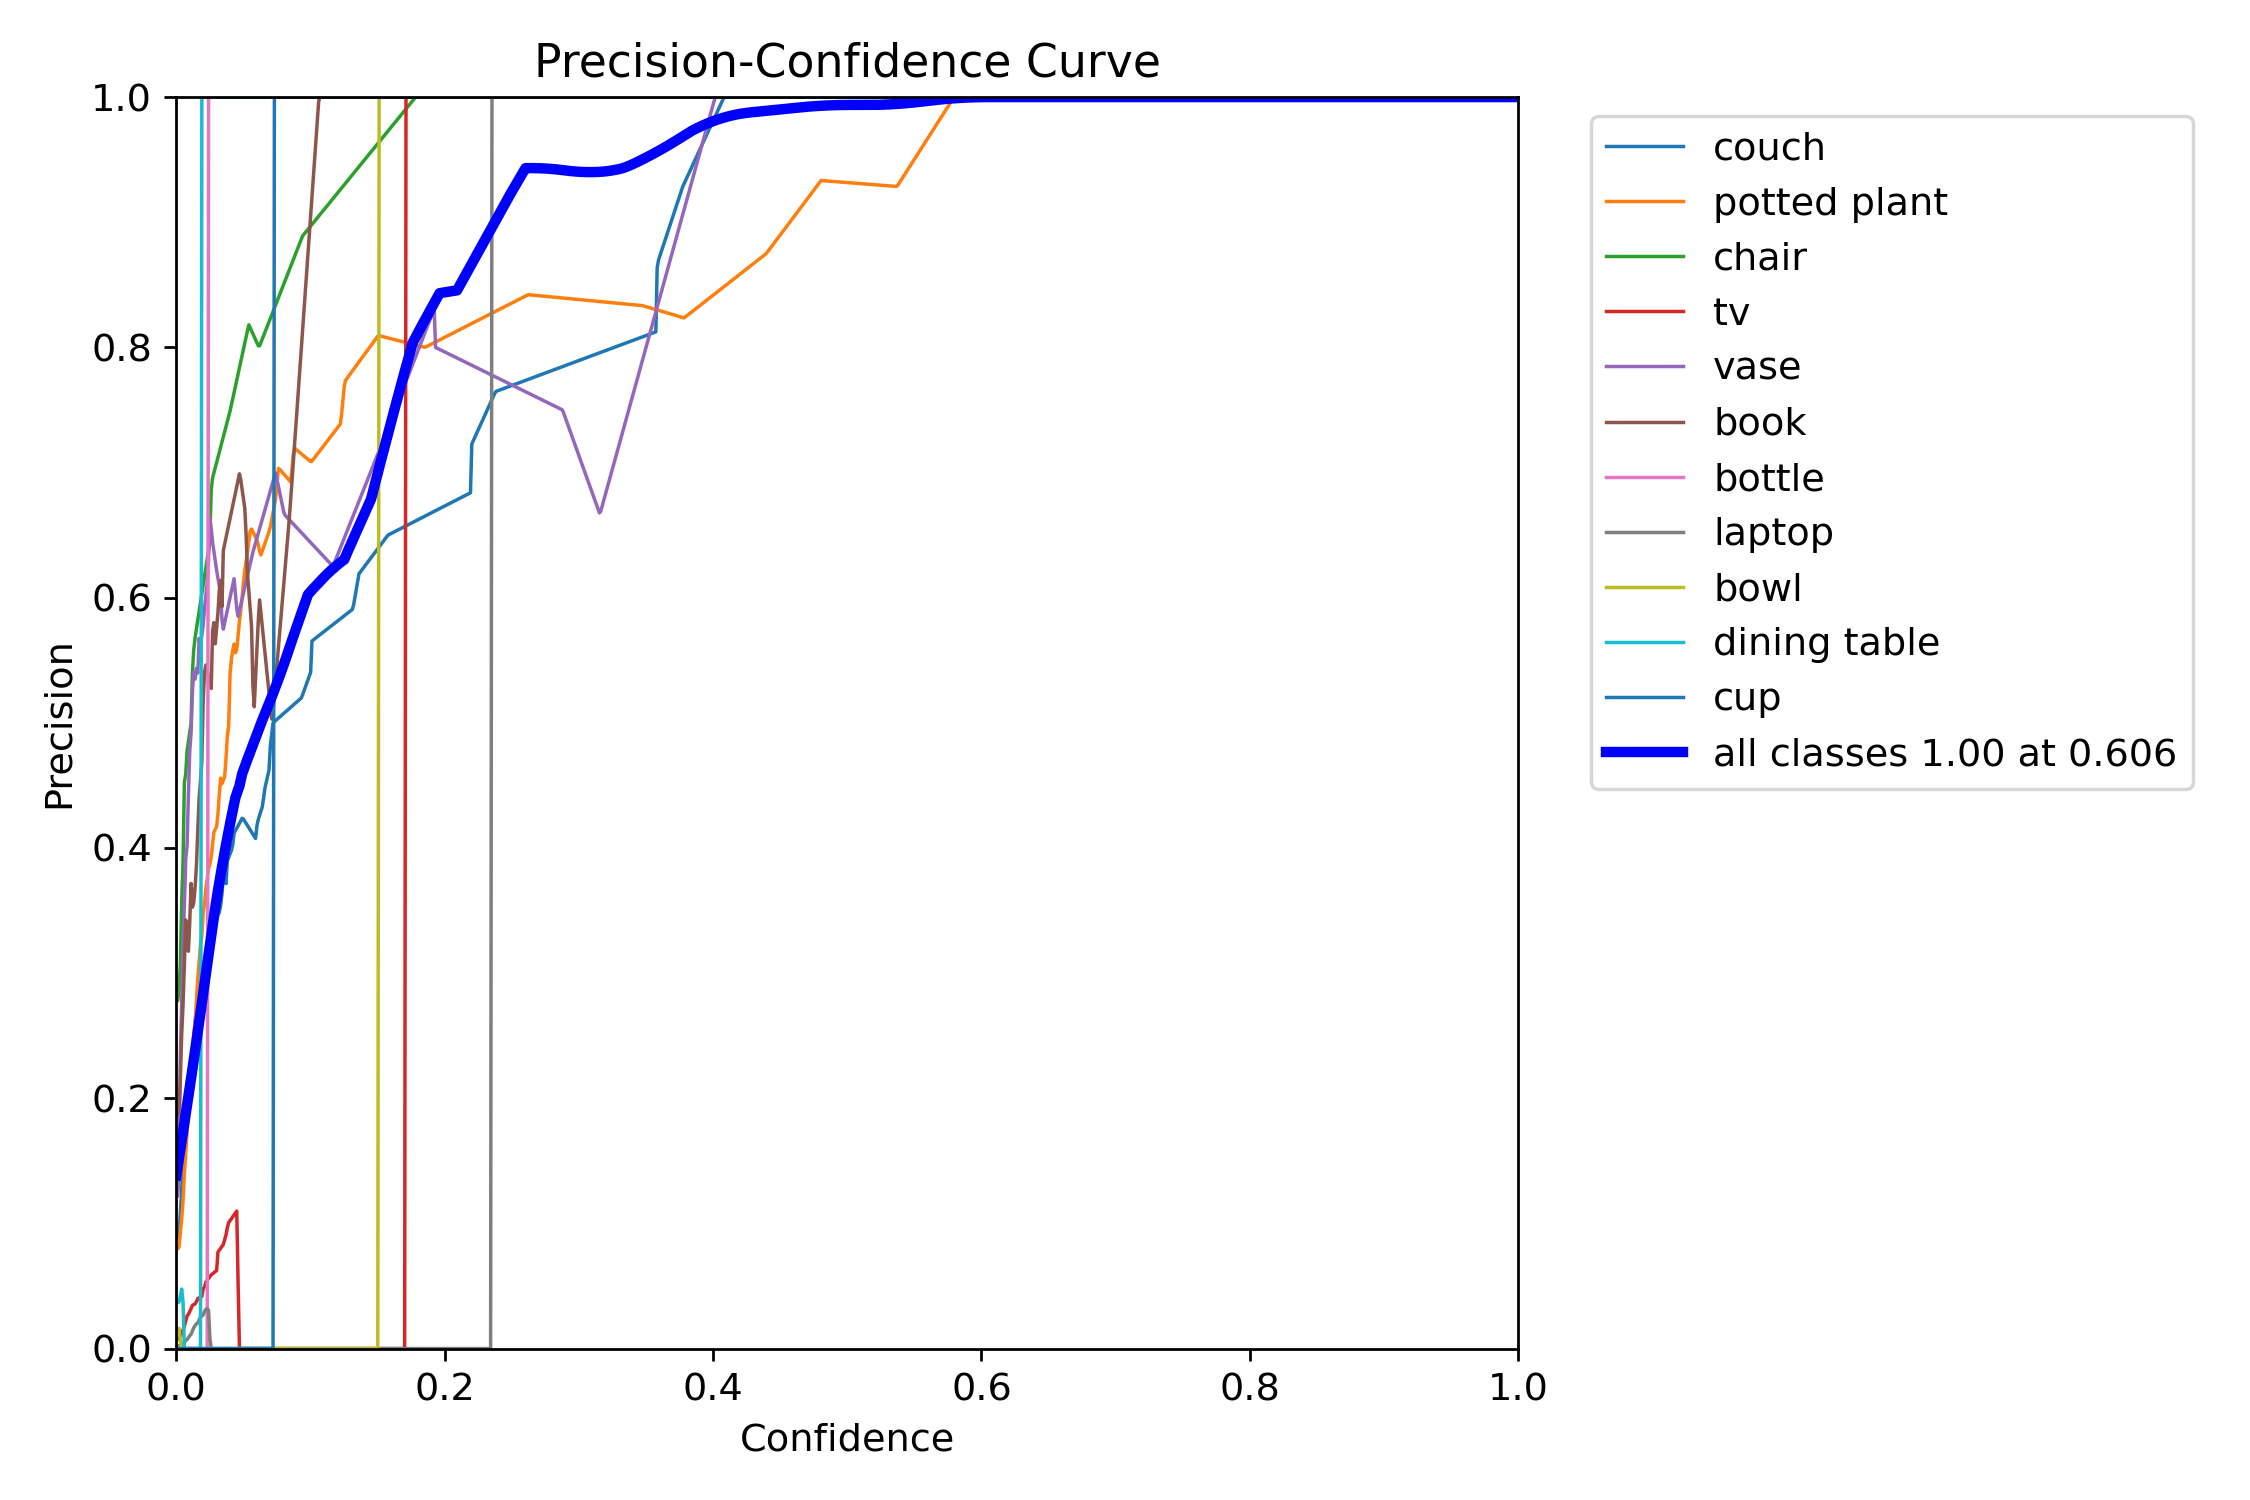 Precision-Confidence Curve
1.0
0.8
0.6
0.4
0.2
0.0
Precision
0.0 0.2 0.4 0.6 0.8 1.0
Confidence
couch
potted plant
chair
tv
vase
book
bottle
laptop
bowl
dining table
cup
all classes 1.00 at 0.606